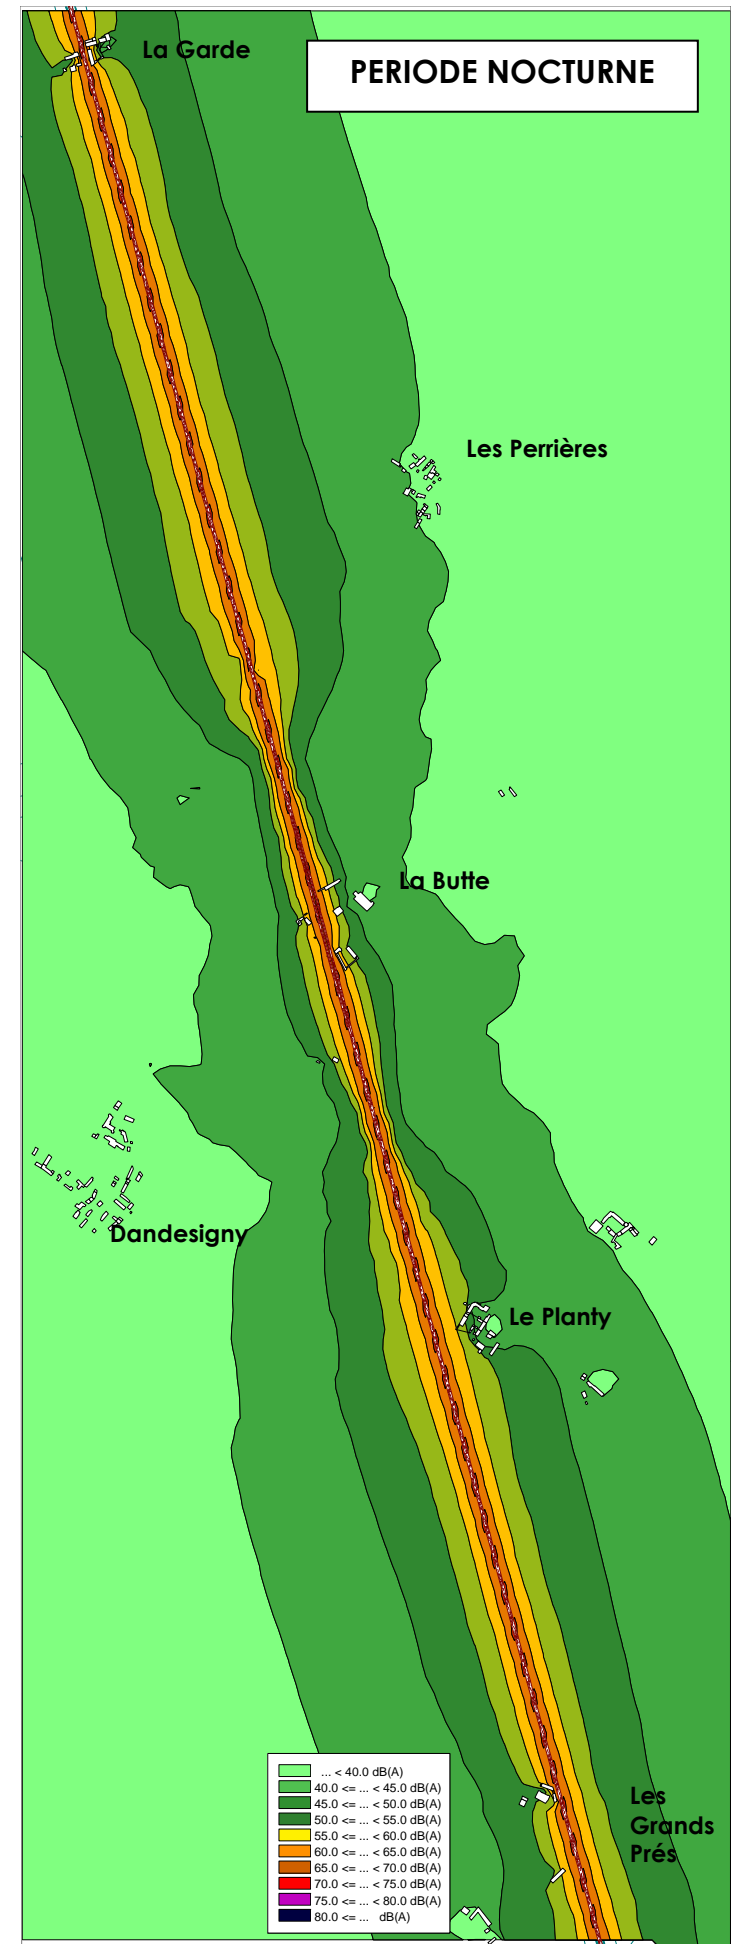 La Garde
PERIODE NOCTURNE
Les Perrières
La Butte
Dandesigny
Le Planty
Les
Grands
Prés
... < 40.0 dB(A)
40.0 <= ... < 45.0 dB(A)
45.0 <= ... < 50.0 dB(A)
50.0 <= ... < 55.0 dB(A)
55.0 <= ... < 60.0 dB(A)
60.0 <= ... < 65.0 dB(A)
65.0 <= ... < 70.0 dB(A)
70.0 <= ... < 75.0 dB(A)
75.0 <= ... < 80.0 dB(A)
80.0 <= ... dB(A)